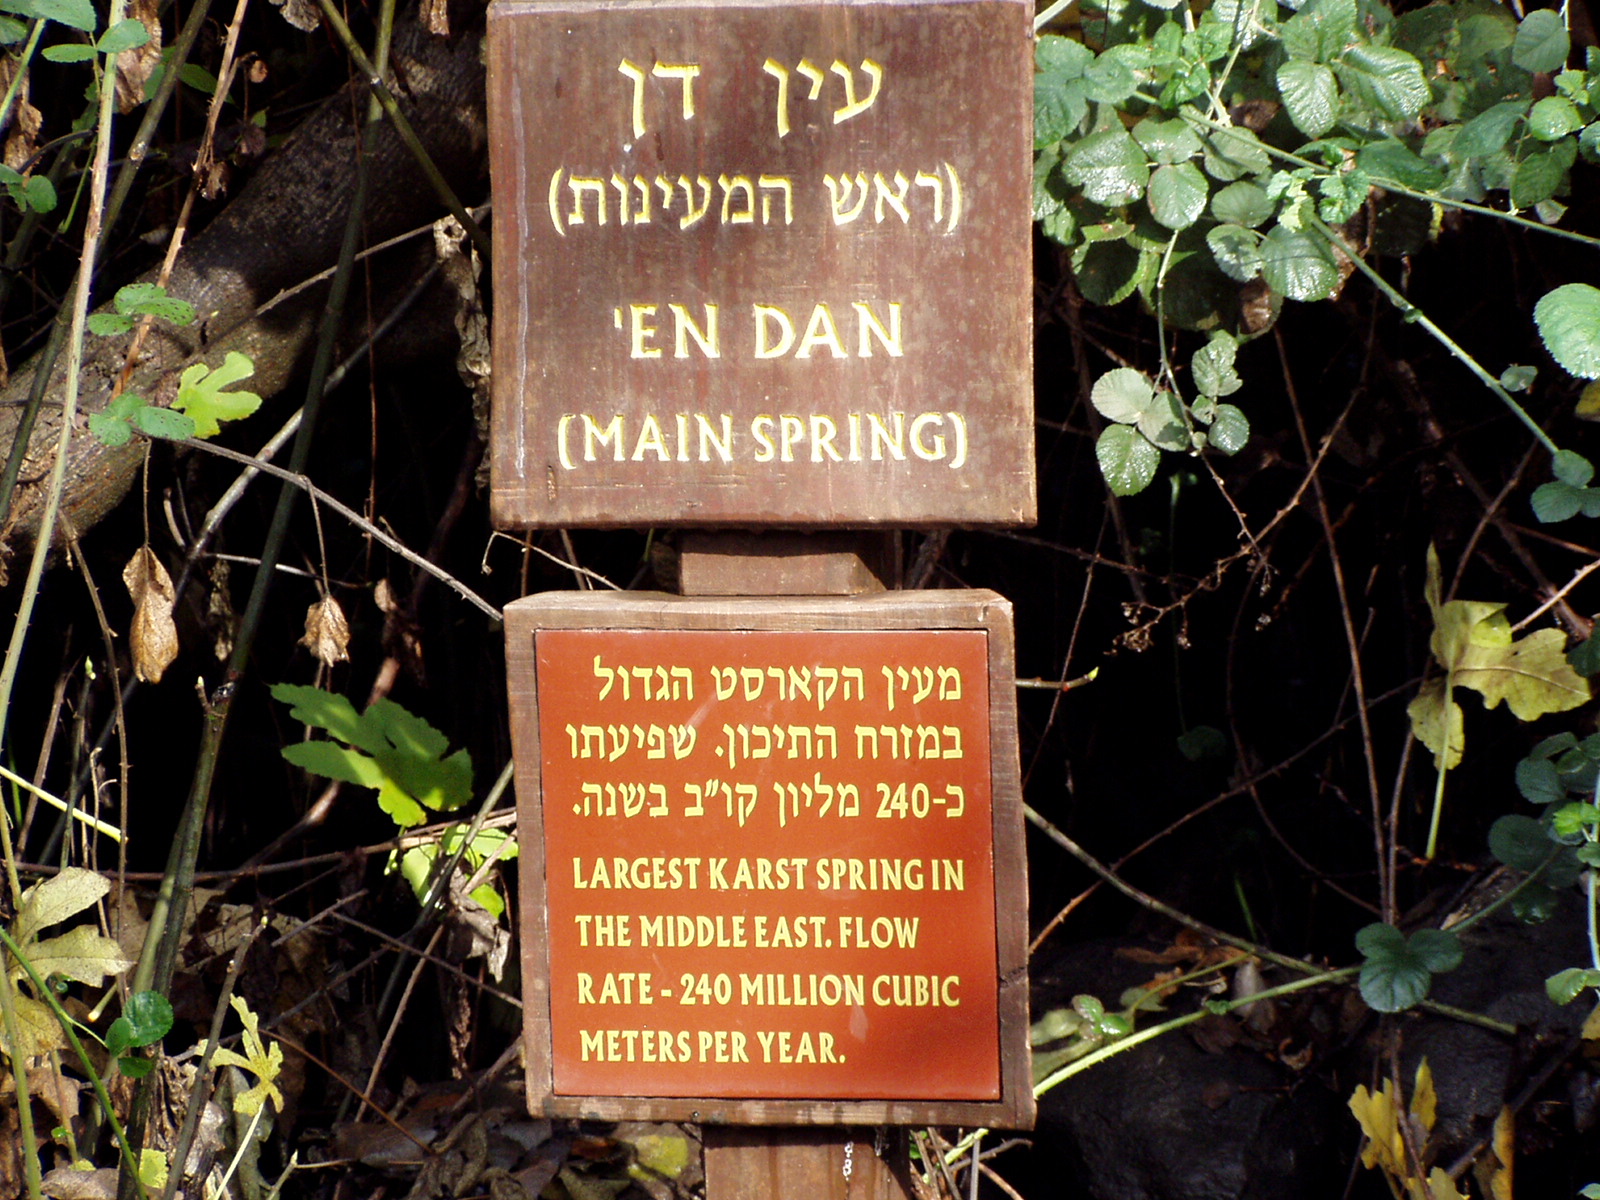 עין דן
(ראש המעינות)
'EN DAN
(MAIN SPRING)
מעין הקארסט הגדול
במזרח התיכון. שפיעתו
כ-240 מליון קו"ב בשנה.
LARGEST KARST SPRING IN
THE MIDDLE EAST. FLOW
RATE - 240 MILLION CUBIC
METERS PER YEAR.